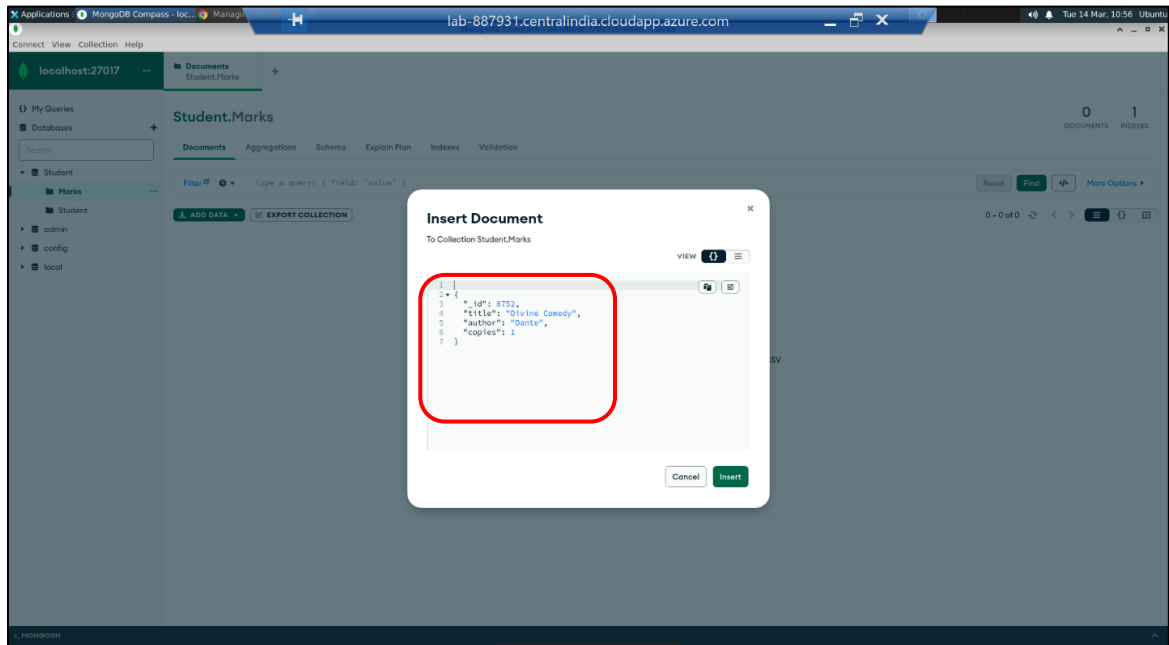 Applications : MongoDB Compass - loc... Managi
lab-887931.centralindia.cloudapp.azure.com
Tue 14 Mar, 10:56 Ubuntu
Connect View Collection Help
localhost:27017 ...
Documents
Student.Marks
+
{} My Queries
Databases +
Search
Student
Marks ...
Student
admin
config
local
Student.Marks
0
DOCUMENTS
1
INDEXES
Documents Aggregations Schema Explain Plan Indexes Validation
Filter Type a query: { field: 'value' }
Reset Find </> More Options
ADD DATA EXPORT COLLECTION
0 – 0 of 0
Insert Document
To Collection Student.Marks
VIEW {}
1
2 {
3 "_id": 8752,
4 "title": "Divine Comedy",
5 "author": "Dante",
6 "copies": 1
7 }
SV
Cancel Insert
>_MONGOSH